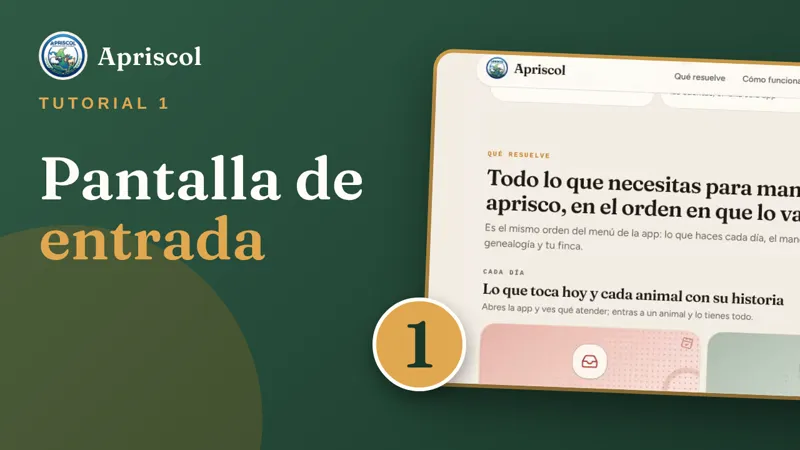 APRISCOL
Apriscol
TUTORIAL 1
Pantalla de
entrada
1
Apriscol
Qué resuelve
Cómo funciona
QUÉ RESUELVE
Todo lo que necesitas para
aprisco, en el orden en que lo
Es el mismo orden del menú de la app: lo que haces cada día, el
genealogía y tu finca.
CADA DÍA
Lo que toca hoy y cada animal con su historia
Abres la app y ves qué atender; entras a un animal y lo tienes todo.